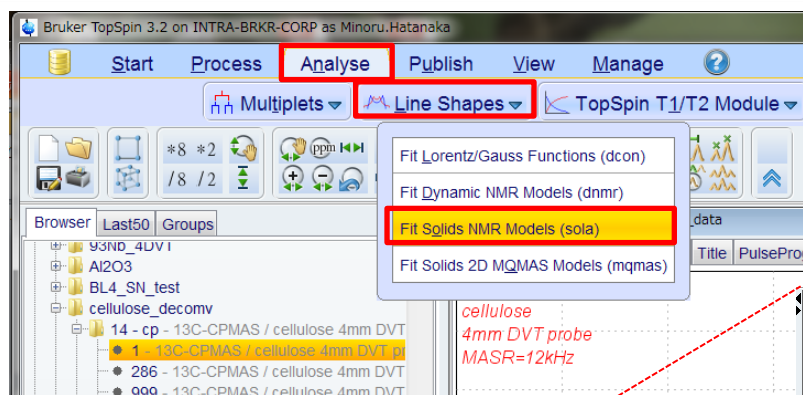 Bruker TopSpin 3.2 on INTRA-BRKR-CORP as Minoru.Hatanaka
Start Process Analyse Publish View Manage ?
Multiplets Line Shapes TopSpin T1/T2 Module
*8 *2 ppm
/8 /2
Fit Lorentz/Gauss Functions (dcon)
Fit Dynamic NMR Models (dnmr)
Fit Solids NMR Models (sola)
Fit Solids 2D MQMAS Models (mqmas)
Browser Last50 Groups
_data
Title PulsePro
93Nb_4DVT
Al2O3
BL4_SN_test
cellulose_decomv
14 - cp - 13C-CPMAS / cellulose 4mm DVT
1 - 13C-CPMAS / cellulose 4mm DVT pr
286 - 13C-CPMAS / cellulose 4mm DVT
999 - 13C-CPMAS / cellulose 4mm DVT
cellulose
4mm DVT probe
MASR=12kHz